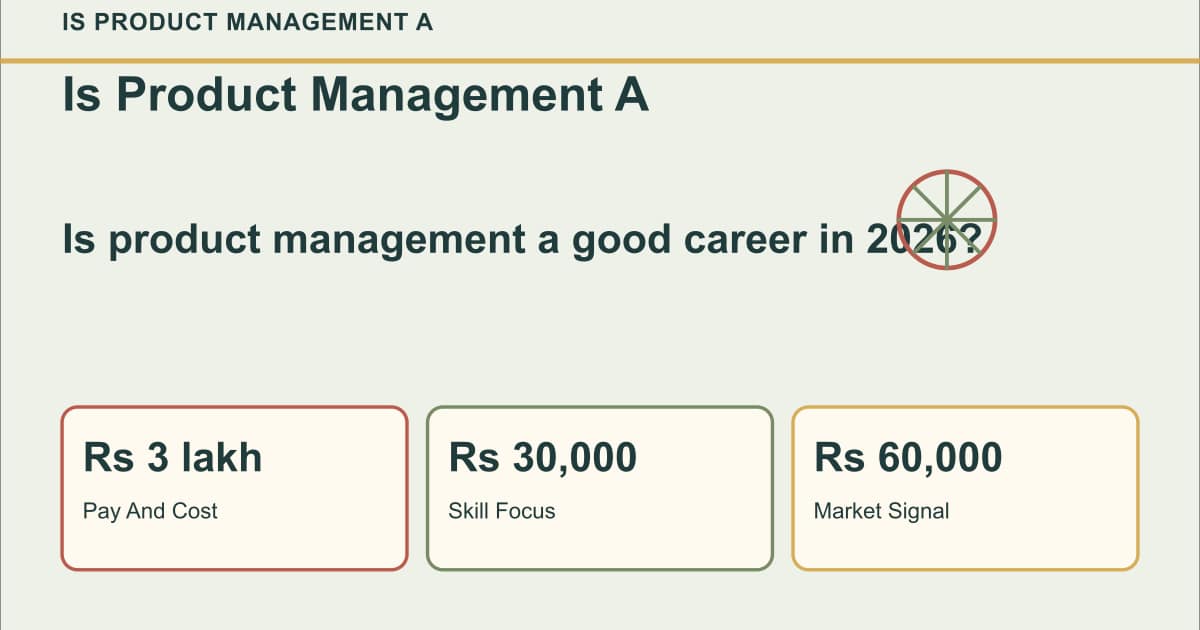 IS PRODUCT MANAGEMENT A
Is Product Management A
Is product management a good career in 2026?
Rs 3 lakh
Pay And Cost
Rs 30,000
Skill Focus
Rs 60,000
Market Signal